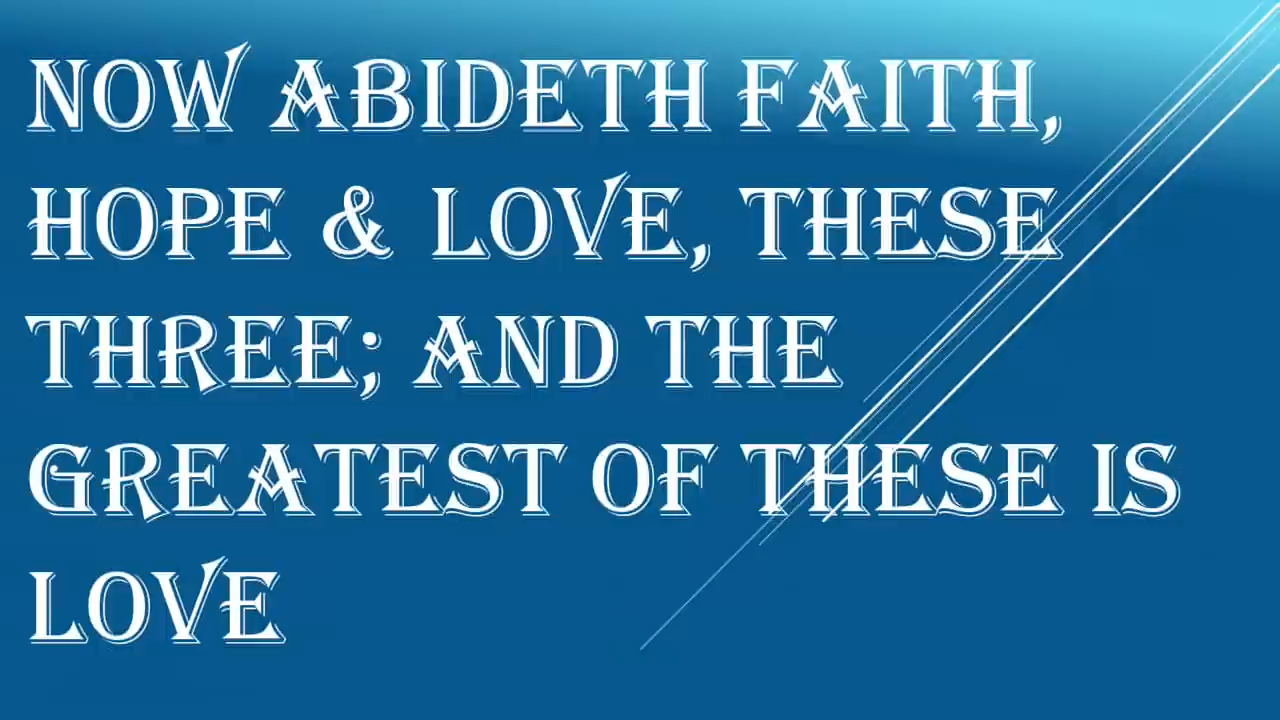 NOW ABIDETH FAITH,
HOPE & LOVE, THESE
THREE; AND THE
GREATEST OF THESE IS
LOVE